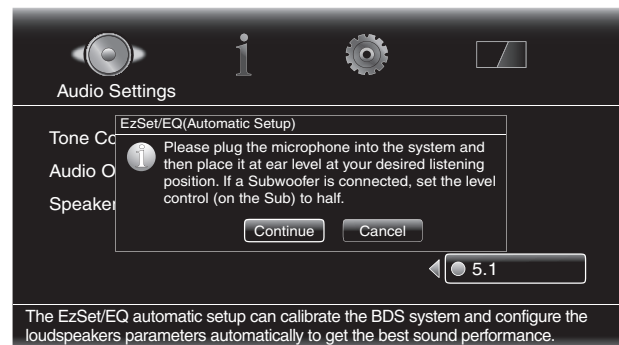 Audio Settings
EzSet/EQ(Automatic Setup)
Tone Co
Please plug the microphone into the system and
then place it at ear level at your desired listening
position. If a Subwoofer is connected, set the level
control (on the Sub) to half.
Audio O
Speaker
Continue Cancel
5.1
The EzSet/EQ automatic setup can calibrate the BDS system and configure the
loudspeakers parameters automatically to get the best sound performance.